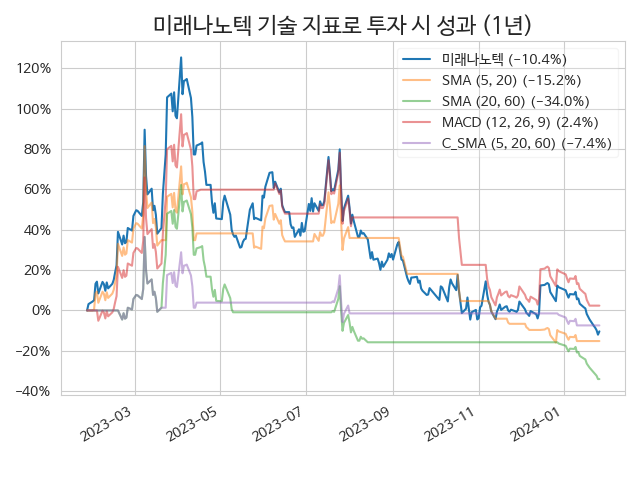 미래나노텍 기술 지표로 투자 시 성과 (1년)
미래나노텍 (−10.4%)
SMA (5, 20) (−15.2%)
SMA (20, 60) (−34.0%)
MACD (12, 26, 9) (2.4%)
C_SMA (5, 20, 60) (−7.4%)
120%
100%
80%
60%
40%
20%
0%
−20%
−40%
2023−03
2023−05
2023−07
2023−09
2023−11
2024−01